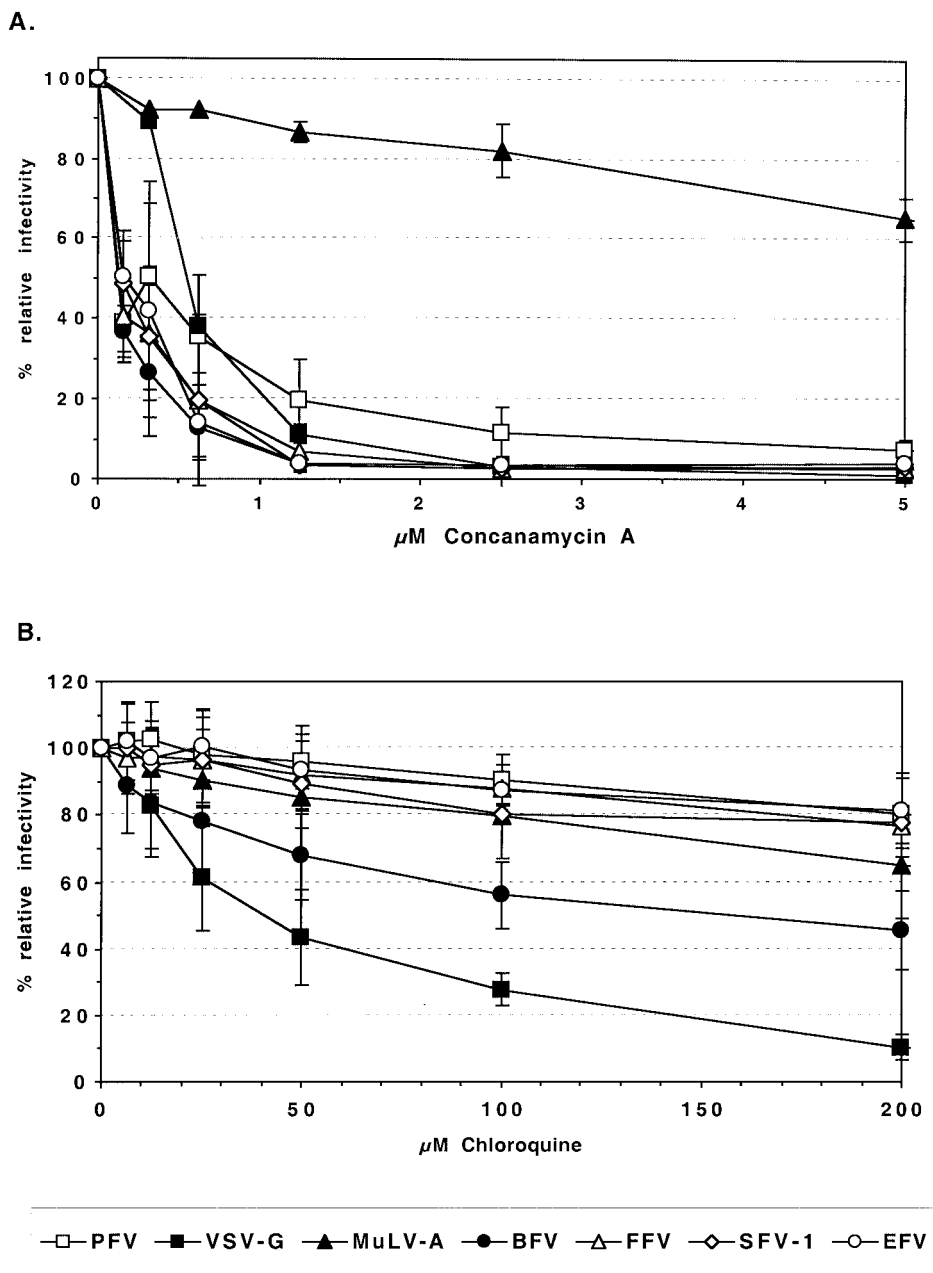 A.
100
80
60
40
20
0
% relative infectivity
0 1 2 3 4 5
µM Concanamycin A
B.
120
100
80
60
40
20
0
% relative infectivity
0 50 100 150 200
µM Chloroquine
PFV VSV-G MuLV-A BFV FFV SFV-1 EFV